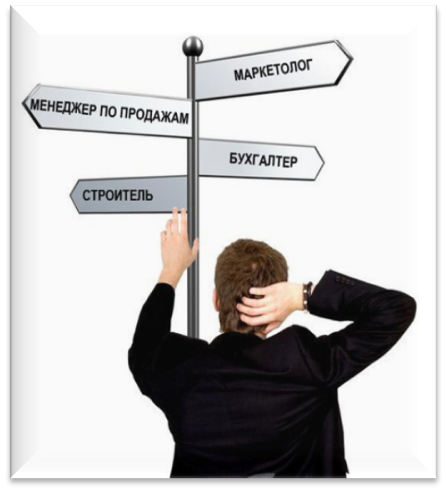 МАРКЕТОЛОГ
МЕНЕДЖЕР ПО ПРОДАЖАМ
БУХГАЛТЕР
СТРОИТЕЛЬ